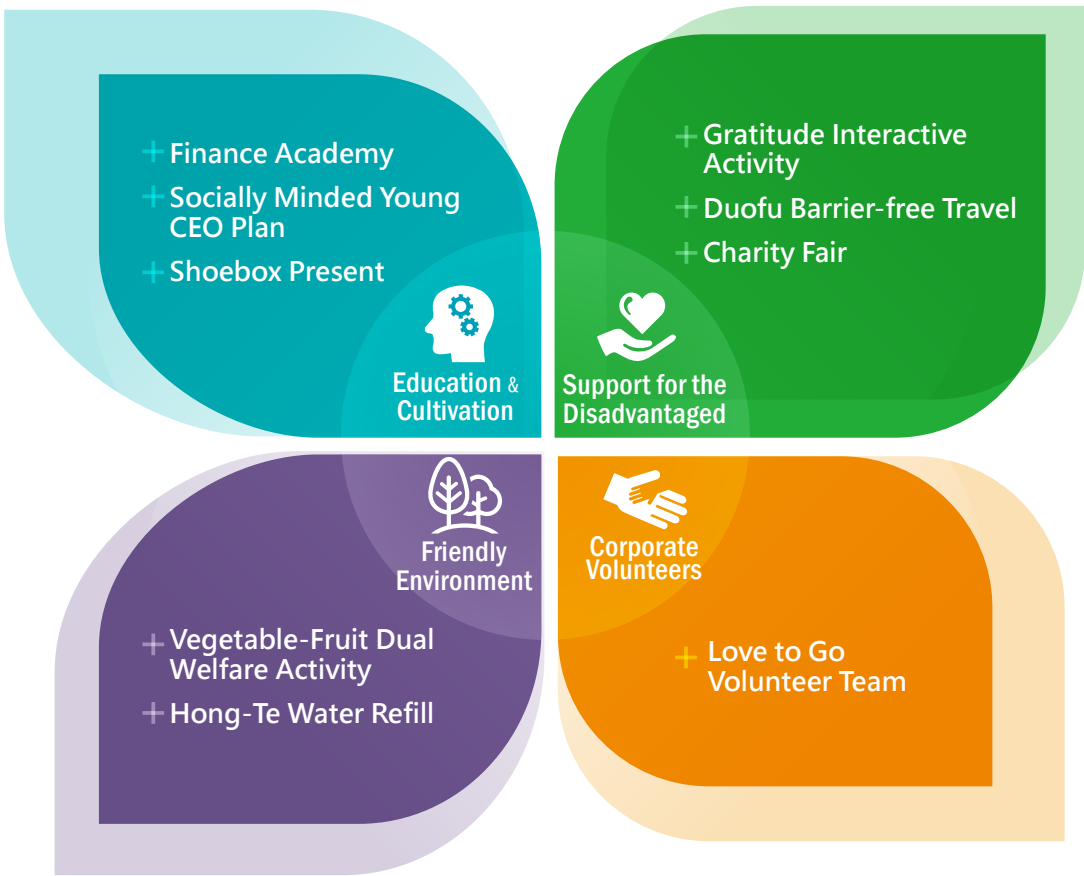 Finance Academy
Socially Minded Young
CEO Plan
Shoebox Present
Education &
Cultivation
Gratitude Interactive
Activity
Duofu Barrier-free Travel
Charity Fair
Support for the
Disadvantaged
Friendly
Environment
Vegetable-Fruit Dual
Welfare Activity
Hong-Te Water Refill
Corporate
Volunteers
Love to Go
Volunteer Team